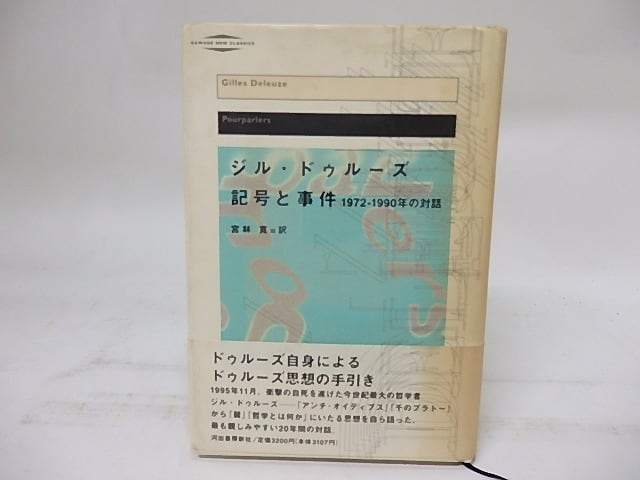 KAWADE NEW CLASSICS
Gilles Deleuze
Pourparlers
ジル・ドゥルーズ
記号と事件 1972-1990年の対話
宮林 寛=訳
ドゥルーズ自身による
ドゥルーズ思想の手引き
1995年11月、衝撃の自死を遂げた今世紀最大の哲学者
ジル・ドゥルーズ――『アンチ・オイディプス』『千のプラトー』
から『襞』『哲学とは何か』にいたる思想を自ら語った、
最も親しみやすい20年間の対話。
河出書房新社/定価3200円(本体3107円)